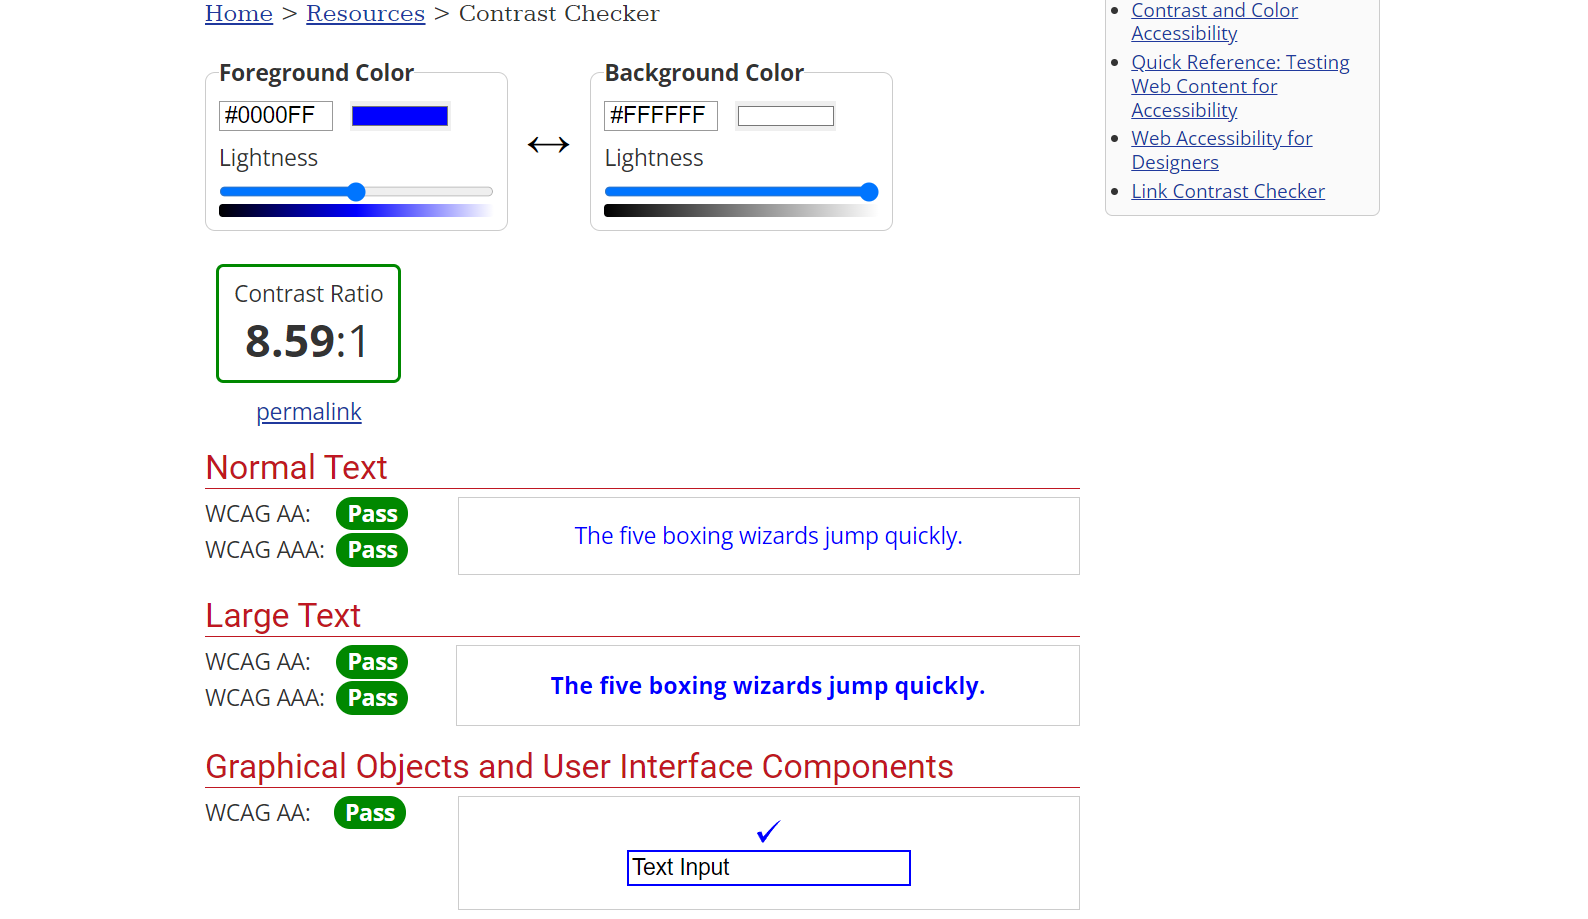 Home > Resources > Contrast Checker
Foreground Color
#0000FF
Lightness
Background Color
#FFFFFF
Lightness
Contrast Ratio
8.59:1
permalink
Normal Text
WCAG AA: Pass
WCAG AAA: Pass
The five boxing wizards jump quickly.
Large Text
WCAG AA: Pass
WCAG AAA: Pass
The five boxing wizards jump quickly.
Graphical Objects and User Interface Components
WCAG AA: Pass
Text Input
Contrast and Color
Accessibility
Quick Reference: Testing
Web Content for
Accessibility
Web Accessibility for
Designers
Link Contrast Checker